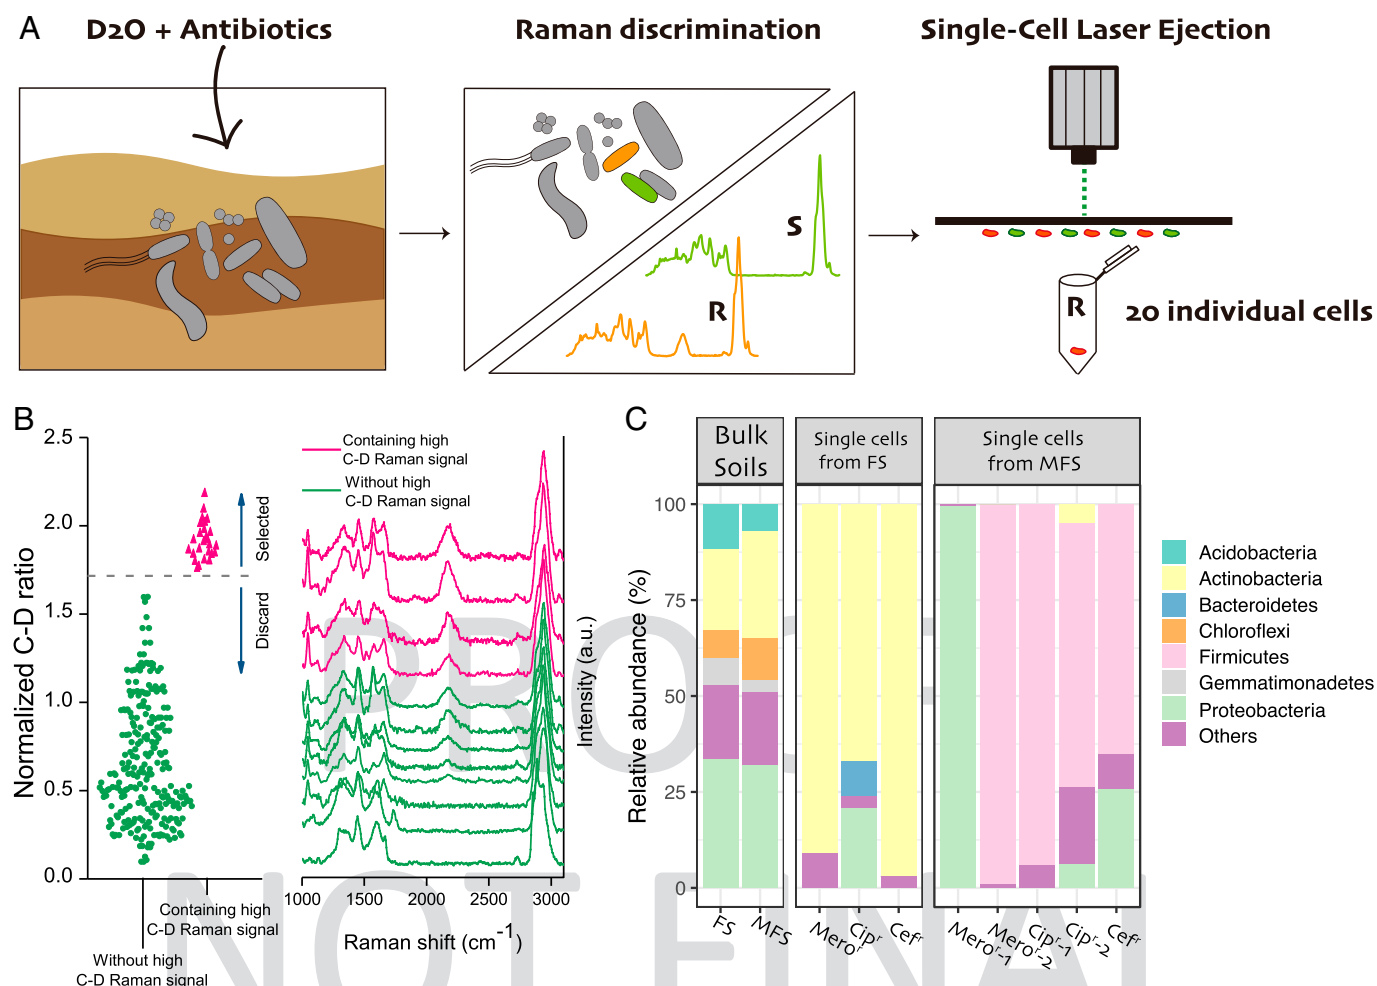 A
D2O + Antibiotics
Raman discrimination
Single-Cell Laser Ejection
S
R
R
20 individual cells
B
Normalized C-D ratio
2.5
2.0
1.5
1.0
0.5
0.0
Selected
Discard
Containing high
C-D Raman signal
Without high
C-D Raman signal
Containing high
C-D Raman signal
Without high
C-D Raman signal
1000
1500
2000
2500
3000
Raman shift (cm⁻¹)
Intensity (a.u.)
C
Bulk
Soils
Single cells
from FS
Single cells
from MFS
Relative abundance (%)
100
75
50
25
0
FS
MFS
Meroʳ
Cipʳ
Cefʳ
Meroʳ-1
Meroʳ-2
Cipʳ-1
Cipʳ-2
Cefʳ
Acidobacteria
Actinobacteria
Bacteroidetes
Chloroflexi
Firmicutes
Gemmatimonadetes
Proteobacteria
Others
PROOF
NOT FINAL